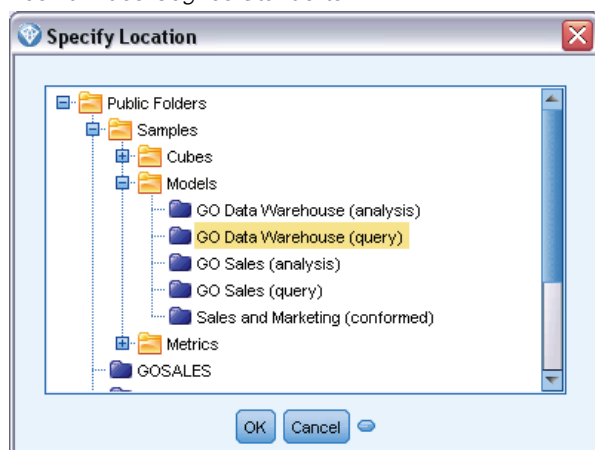 Specify Location
Public Folders
Samples
Cubes
Models
GO Data Warehouse (analysis)
GO Data Warehouse (query)
GO Sales (analysis)
GO Sales (query)
Sales and Marketing (conformed)
Metrics
GOSALES
OK Cancel